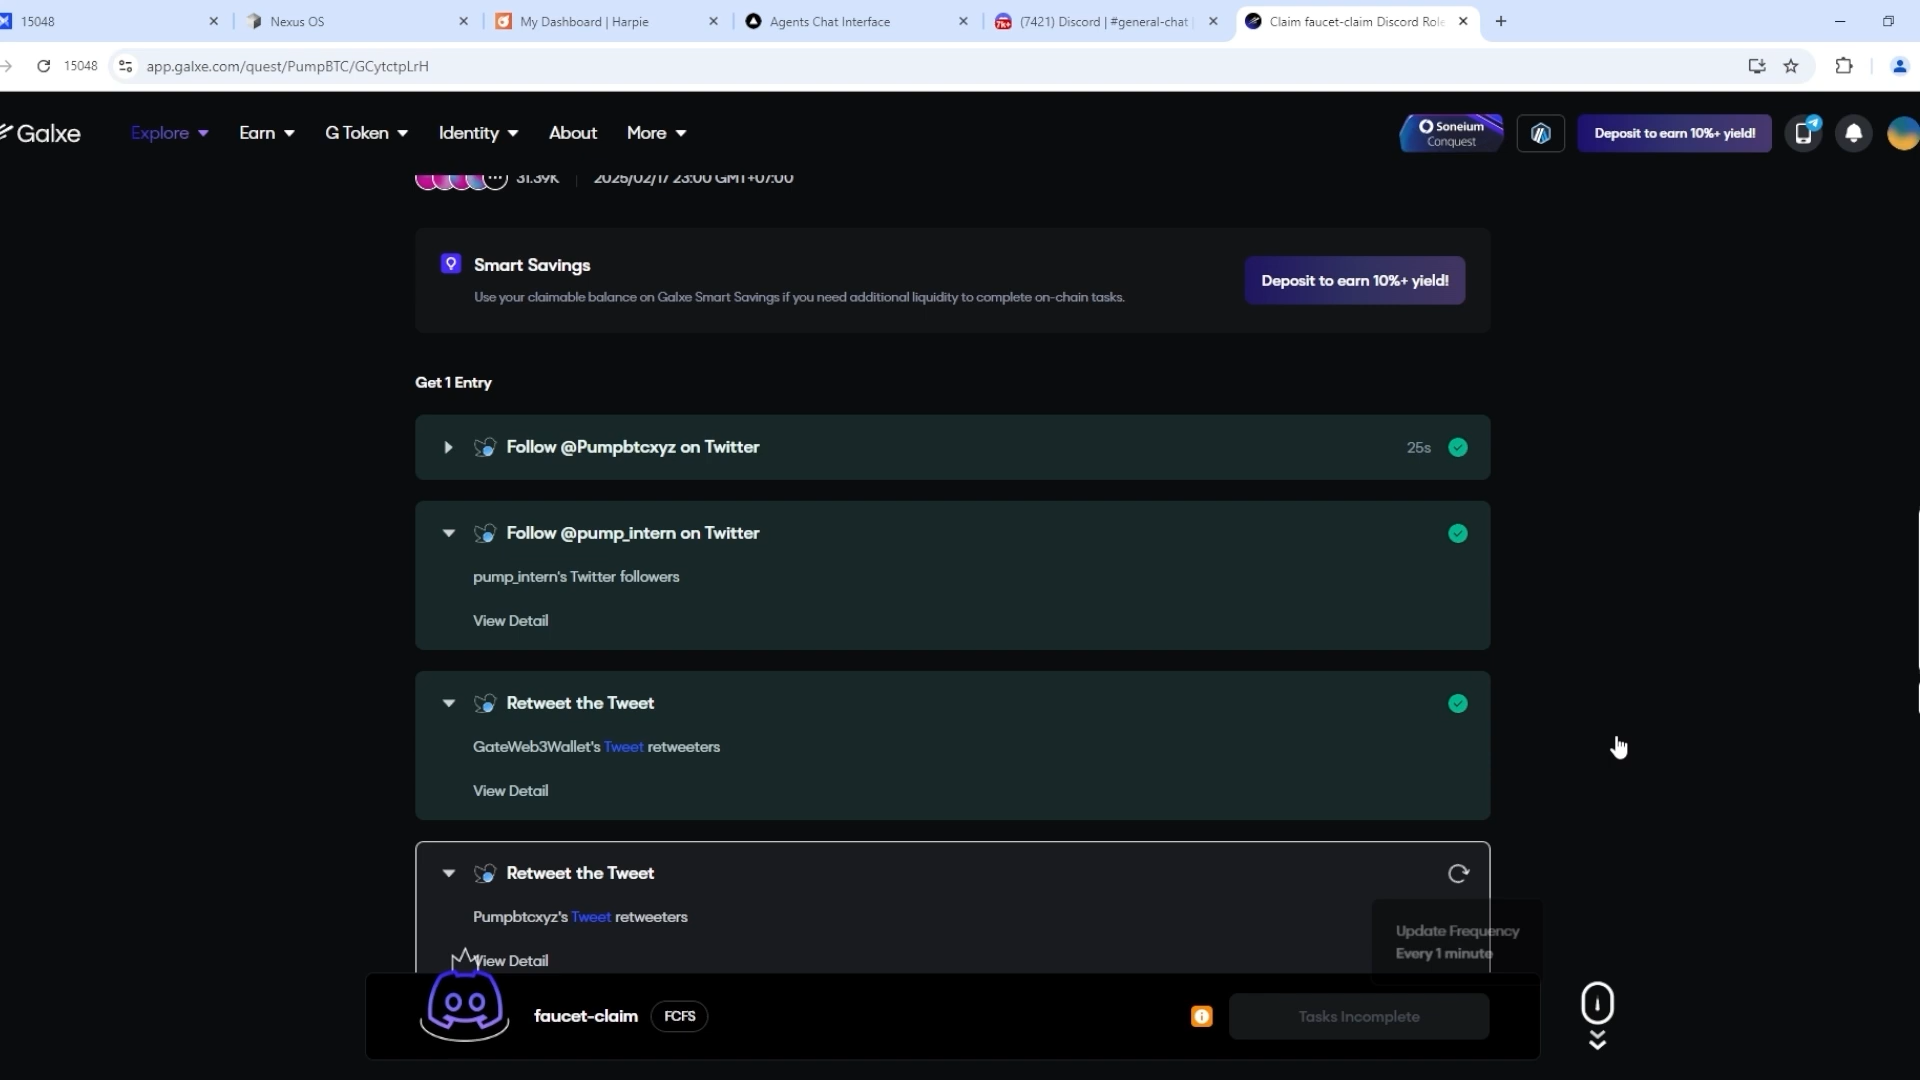 15048
Nexus OS
My Dashboard | Harpie
Agents Chat Interface
7k+
(7421) Discord | #general-chat
Claim faucet-claim Discord Role
15048
app.galxe.com/quest/PumpBTC/GCytctpLrH
Galxe
Explore
Earn
G Token
Identity
About
More
Soneium
Conquest
Deposit to earn 10%+ yield!
31.39K
2025/02/17 23:00 GMT+07:00
Smart Savings
Use your claimable balance on Galxe Smart Savings if you need additional liquidity to complete on-chain tasks.
Deposit to earn 10%+ yield!
Get 1 Entry
Follow @Pumpbtcxyz on Twitter
25s
Follow @pump_intern on Twitter
pump_intern's Twitter followers
View Detail
Retweet the Tweet
GateWeb3Wallet's Tweet retweeters
View Detail
Retweet the Tweet
Pumpbtcxyz's Tweet retweeters
View Detail
Update Frequency
Every 1 minute
faucet-claim
FCFS
Tasks Incomplete